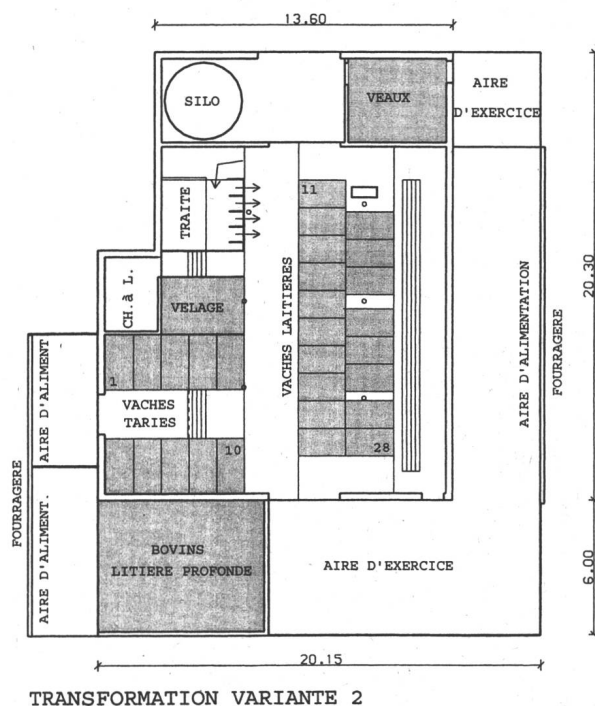 13.60
SILO
VEAUX
AIRE
D'EXERCICE
TRAITE
11
CH.à L.
VELAGE
VACHES LAITIERES
AIRE D'ALIMENTATION
FOURRAGERE
20.30
1
VACHES
TARIES
10
28
AIRE D'ALIMENT
FOURRAGERE
AIRE D'ALIMENT.
BOVINS
LITIERE PROFONDE
AIRE D'EXERCICE
6.00
20.15
TRANSFORMATION VARIANTE 2